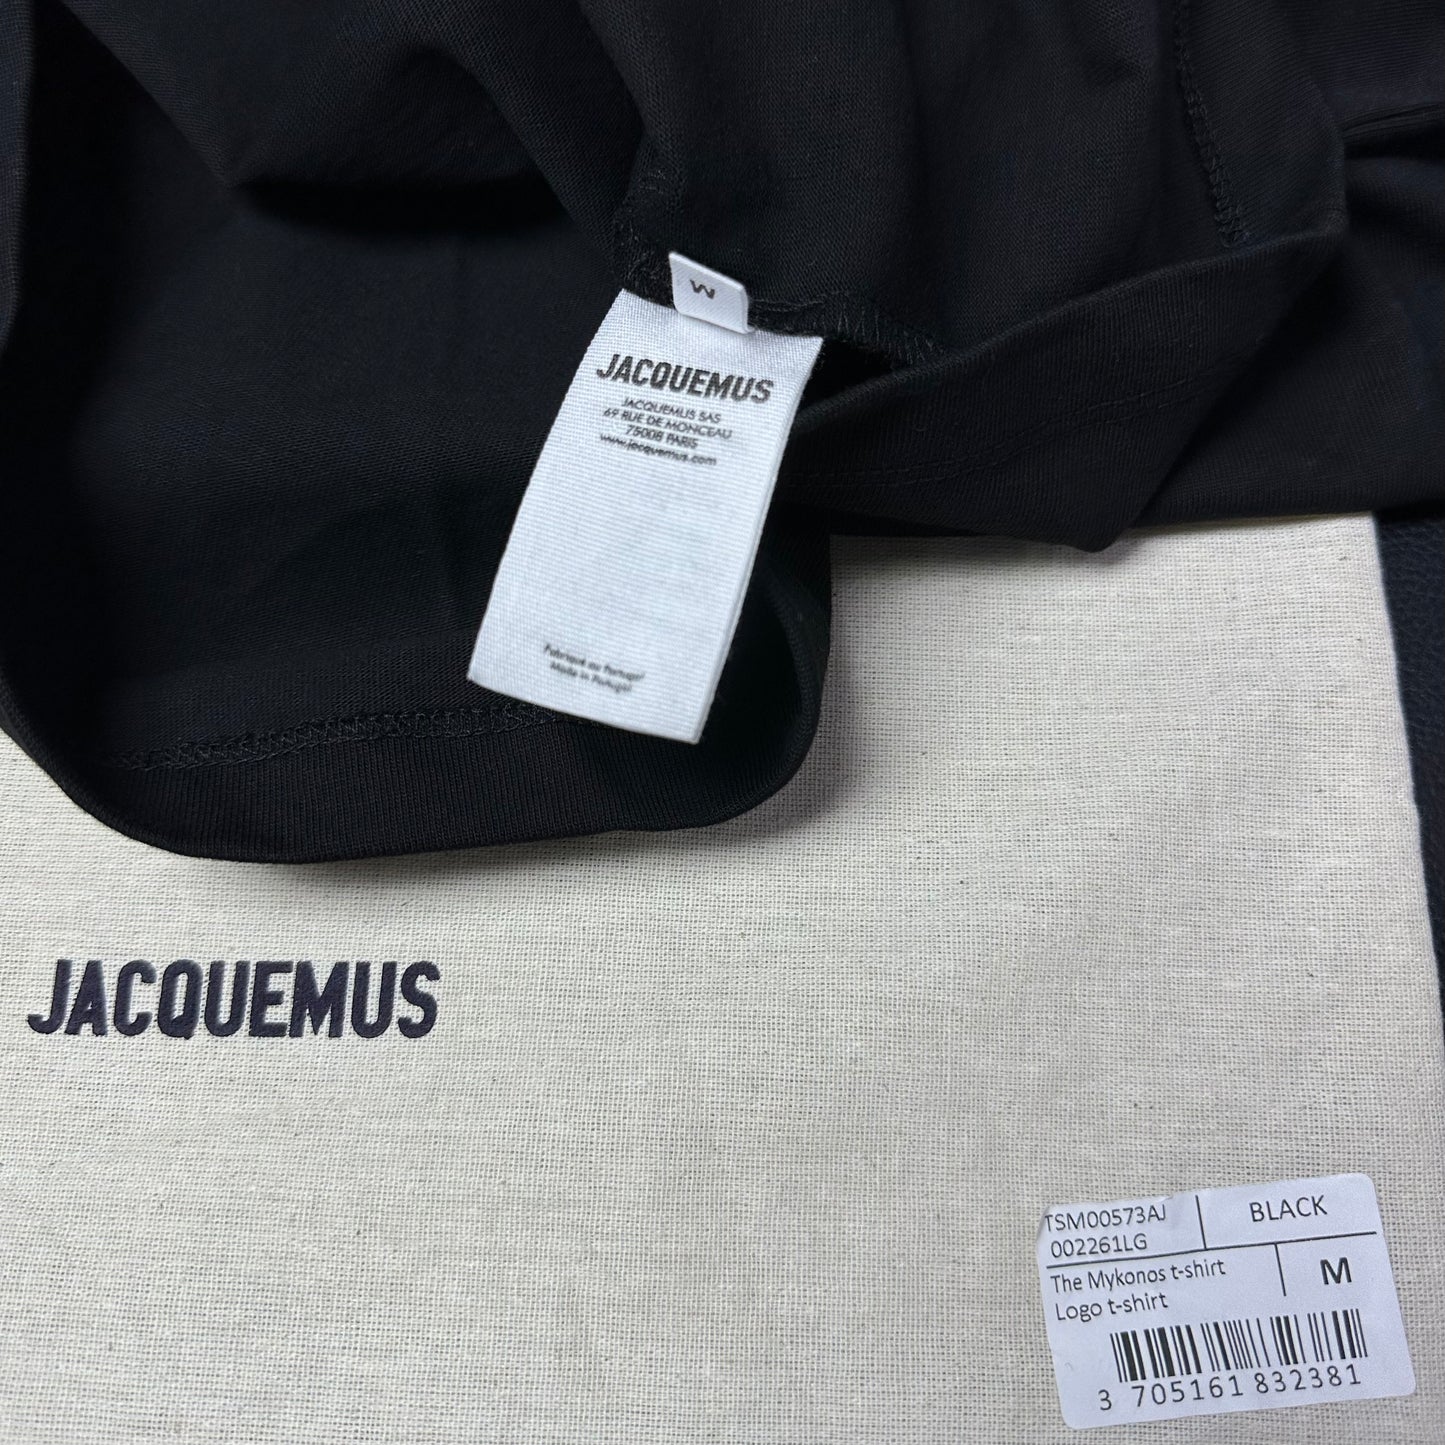 M
JACQUEMUS
JACQUEMUS SAS
69 RUE DE MONCEAU
75008 PARIS
www.jacquemus.com
Fabriqué au Portugal
Made in Portugal
JACQUEMUS
TSM00573AJ
002261LG
BLACK
The Mykonos t-shirt
Logo t-shirt
M
3 705161 832381